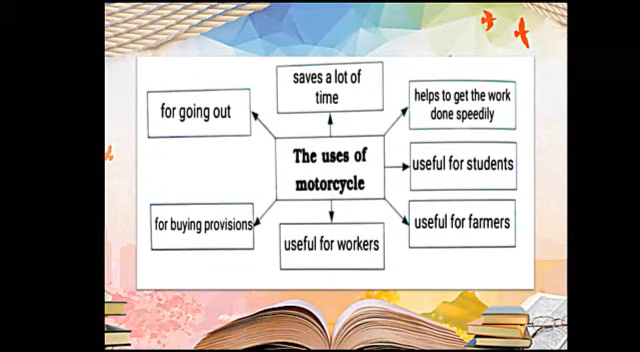 saves a lot of
time
for going out
helps to get the work
done speedily
The uses of
motorcycle
useful for students
for buying provisions
useful for workers
useful for farmers